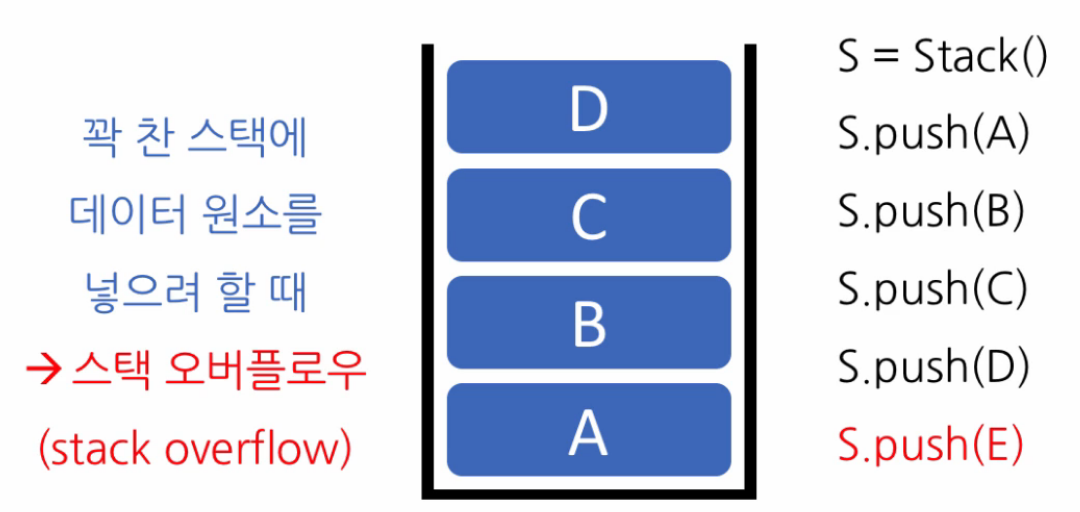 꽉 찬 스택에
데이터 원소를
넣으려 할 때
→ 스택 오버플로우
(stack overflow)
D
C
B
A
S = Stack()
S.push(A)
S.push(B)
S.push(C)
S.push(D)
S.push(E)